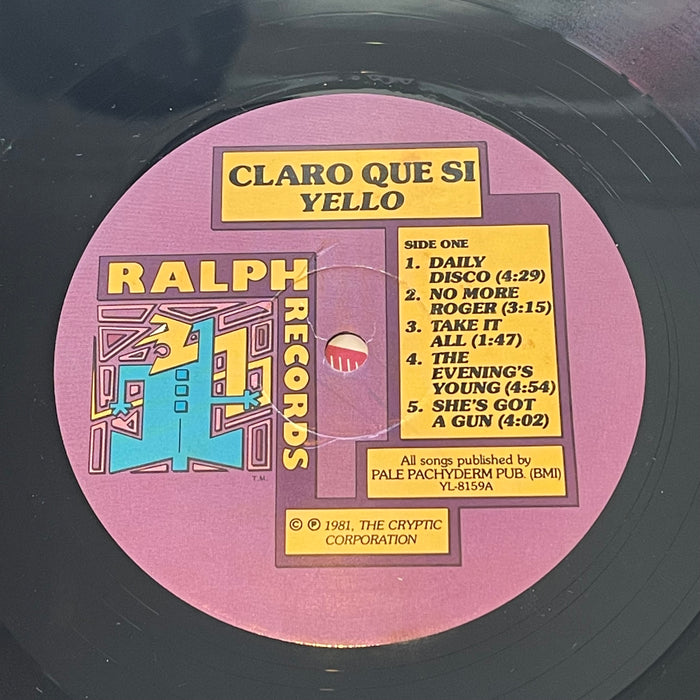 CLARO QUE SI
YELLO
RALPH
RECORDS
T.M.
SIDE ONE
1. DAILY
DISCO (4:29)
2. NO MORE
ROGER (3:15)
3. TAKE IT
ALL (1:47)
4. THE
EVENING'S
YOUNG (4:54)
5. SHE'S GOT
A GUN (4:02)
All songs published by
PALE PACHYDERM PUB. (BMI)
YL-8159A
© ℗ 1981, THE CRYPTIC
CORPORATION